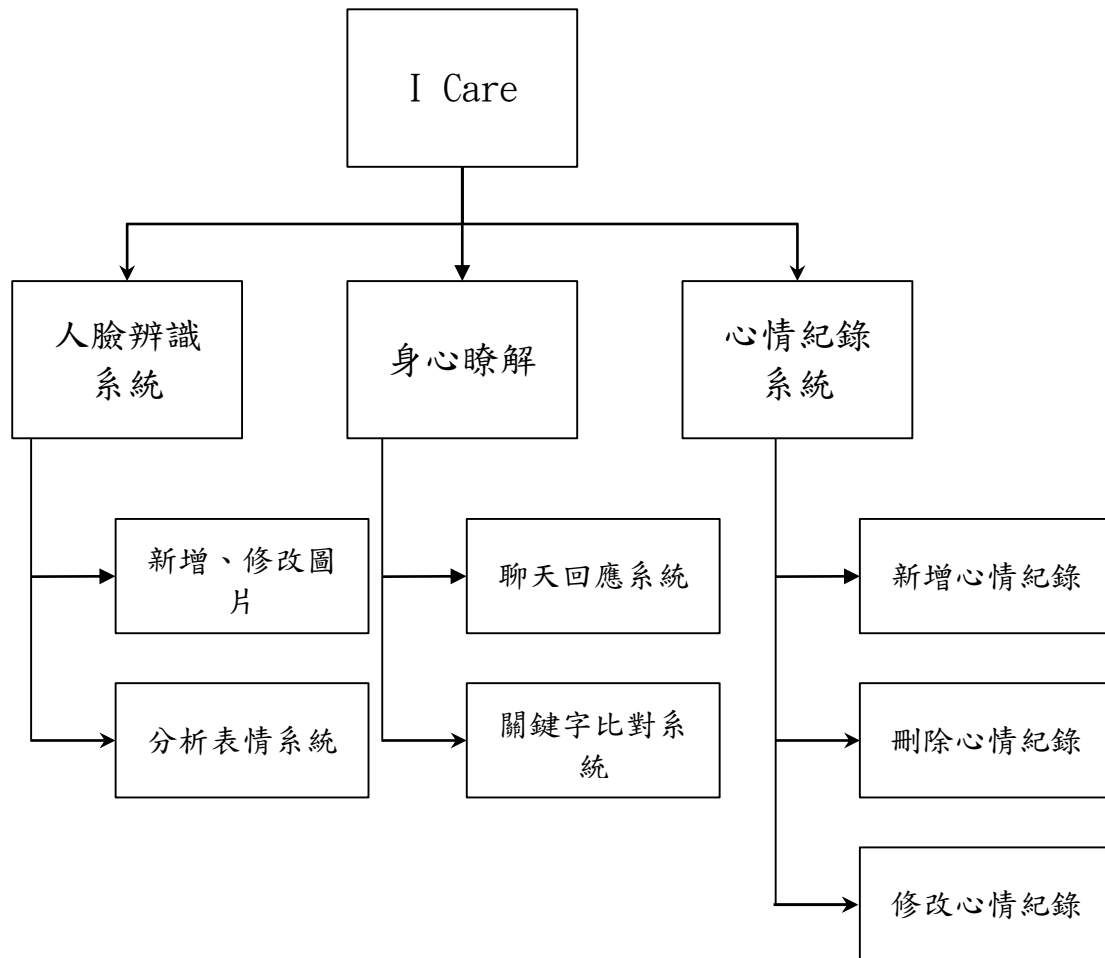 I Care
人臉辨識
系統
身心瞭解
心情紀錄
系統
新增、修改圖
片
聊天回應系統
新增心情紀錄
分析表情系統
關鍵字比對系
統
刪除心情紀錄
修改心情紀錄